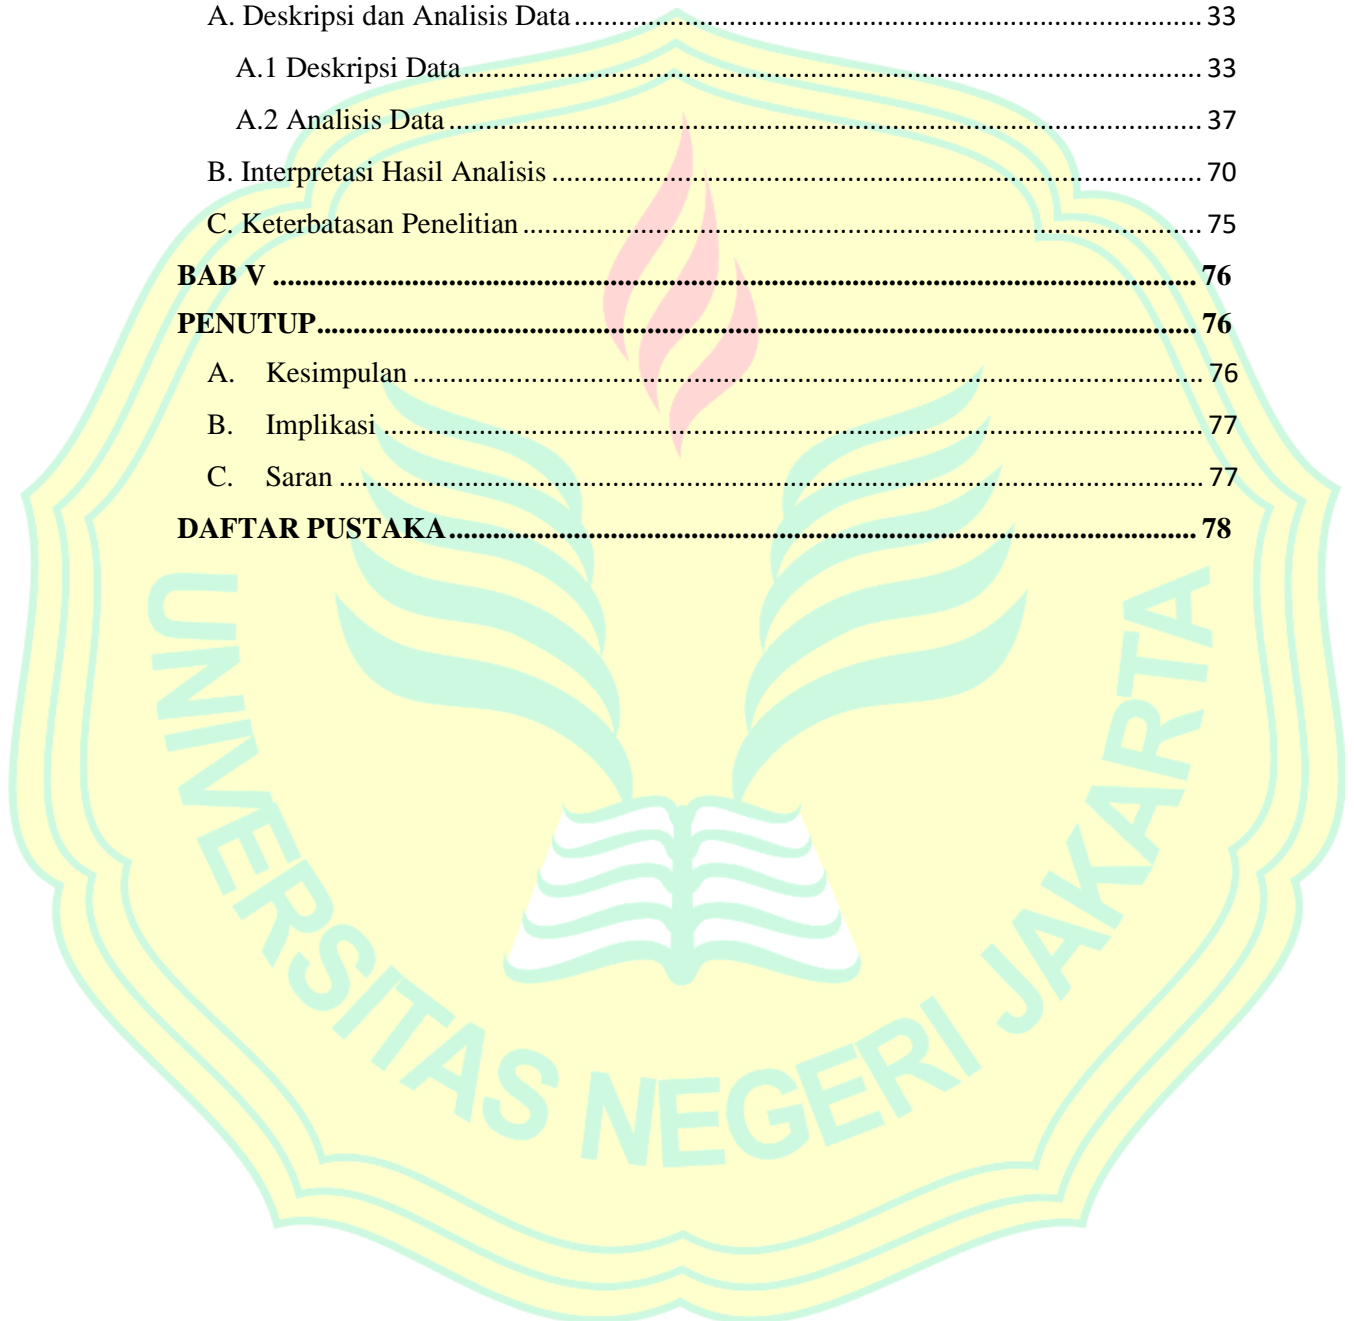 A. Deskripsi dan Analisis Data ........................................ 33
A.1 Deskripsi Data ........................................ 33
A.2 Analisis Data ........................................ 37
B. Interpretasi Hasil Analisis ........................................ 70
C. Keterbatasan Penelitian ........................................ 75
BAB V ........................................ 76
PENUTUP ........................................ 76
A. Kesimpulan ........................................ 76
B. Implikasi ........................................ 77
C. Saran ........................................ 77
DAFTAR PUSTAKA ........................................ 78
UNIVERSITAS NEGERI JAKARTA